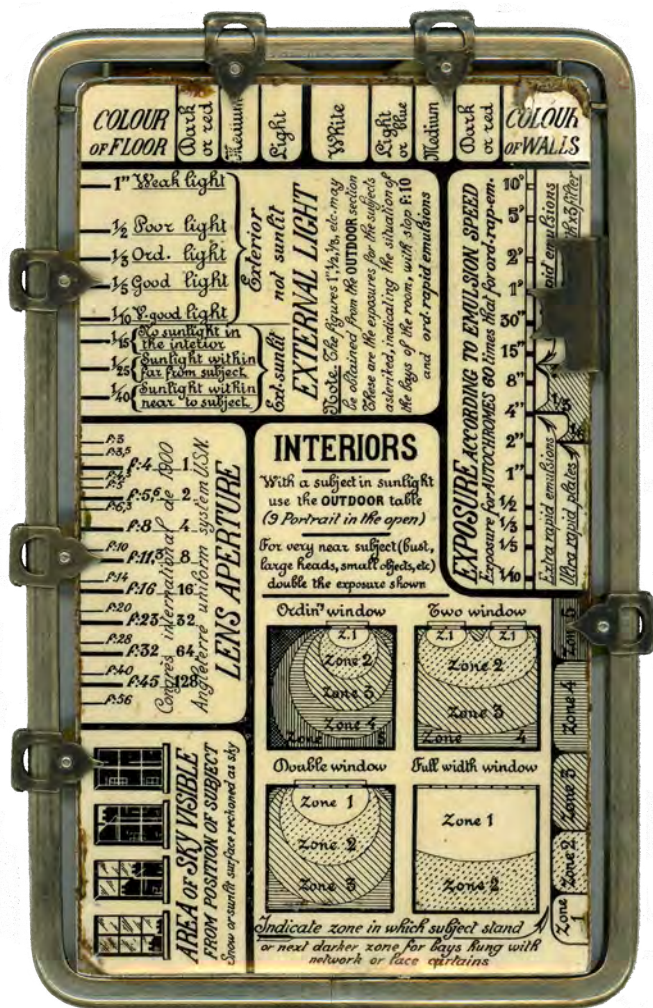 COLOUR
OF FLOOR
Dark
or red
Medium
Light
White
Light
or blue
Medium
Dark
or red
COLOUR
OF WALLS
1" Weak light
1/2 Poor light
1/3 Ord. light
1/5 Good light
1/10 V-good light
Exterior
not sunlit
1/15 No sunlight in
the interior
1/25 Sunlight within
far from subject
1/40 Sunlight within
near to subject
Ext. sunlit
EXTERNAL LIGHT
Note. The figures 1", 1/2, 1/3, etc. may
be obtained from the OUTDOOR section
These are the exposures for the subjects
asterited, indicating the situation of
the bays of the room, with stop F:10
and ord-rapid emulsions
EXPOSURE ACCORDING TO EMULSION SPEED
Exposure for AUTOCHROMES 60 times that for ord-rap-em.
10'
5'
2'
1'
30"
15"
8"
4"
2"
1"
1/2
1/3
1/5
1/10
emulsions
Extra rapid emulsions
Ultra rapid plates
f:3
f:3,5
f:4 1
f:5
f:5,6 2
f:6,3
f:8 4
f:10
f:11,3 8
f:14
f:16 16
f:20
f:23 32
f:28
f:32 64
f:40
f:45 128
f:56
Congrès international de 1900
Angleterre uniform system U.S.N.
LENS APERTURE
INTERIORS
With a subject in sunlight
use the OUTDOOR table
(9 Portrait in the open)
For very near subject (bust,
large heads, small objects, etc)
double the exposure shown
Ordinry window
Z.1
Zone 2
Zone 3
Zone 4
Zone 5
Two window
Z.1 Z.1
Zone 2
Zone 3
Zone 4
Double window
Zone 1
Zone 2
Zone 3
Full width window
Zone 1
Zone 2
Zone 5
Zone 4
Zone 3
Zone 2
Zone 1
AREA OF SKY VISIBLE
FROM POSITION OF SUBJECT
Snow or sunlit surface reckoned as sky
Indicate zone in which subject stand
or next darker zone for bays hung with
network or lace curtains